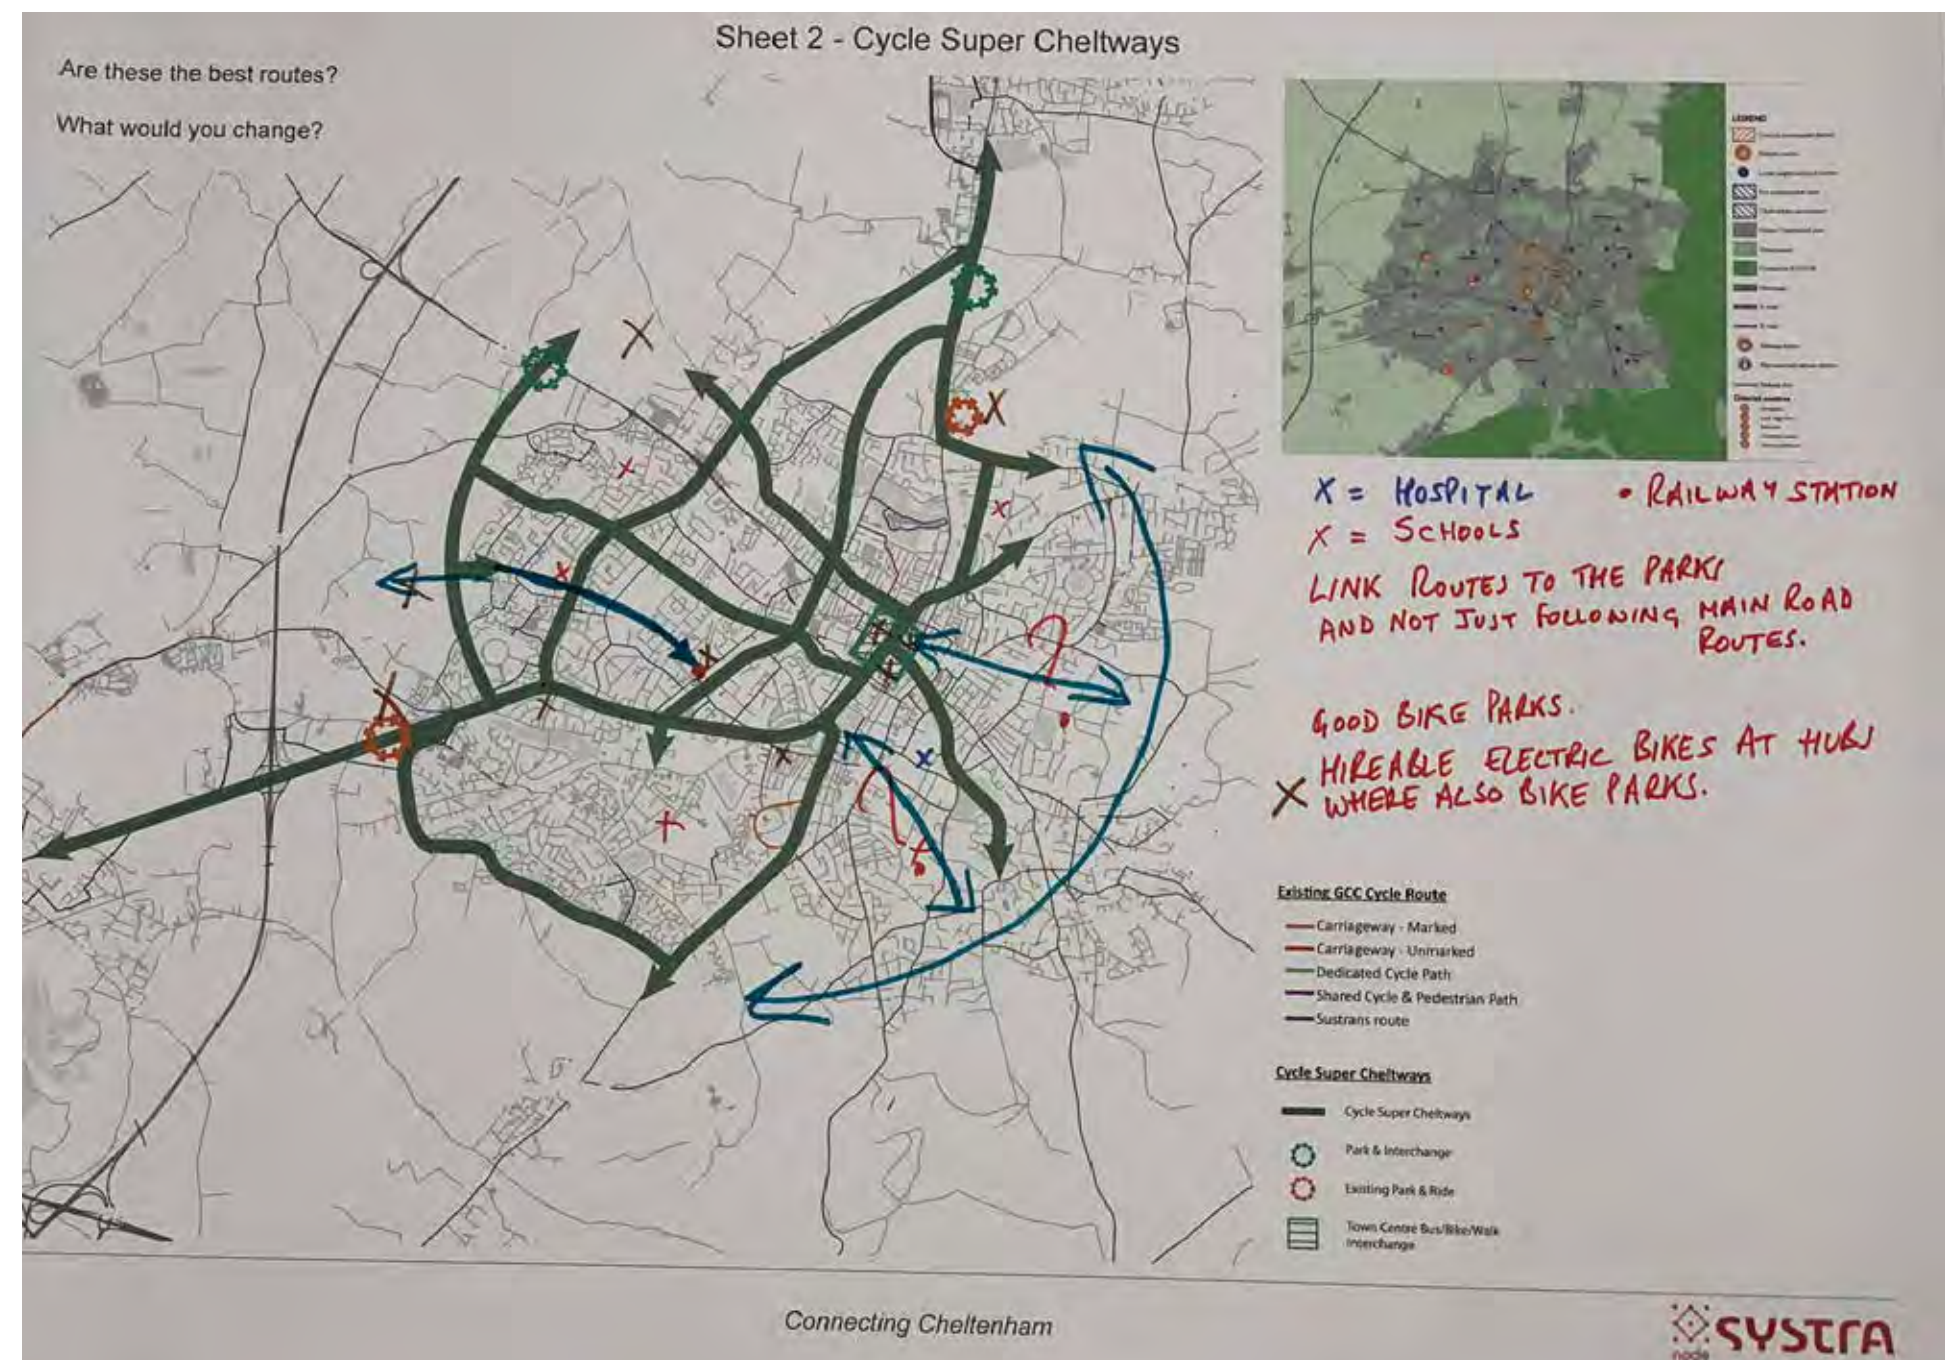 Sheet 2 - Cycle Super Cheltways
Are these the best routes?
What would you change?
LEGEND
X = HOSPITAL
• RAILWAY STATION
X = SCHOOLS
LINK ROUTES TO THE PARKS
AND NOT JUST FOLLOWING MAIN ROAD
ROUTES.
GOOD BIKE PARKS.
HIREABLE ELECTRIC BIKES AT HUBS
X WHERE ALSO BIKE PARKS.
Existing GCC Cycle Route
Carriageway - Marked
Carriageway - Unmarked
Dedicated Cycle Path
Shared Cycle & Pedestrian Path
Sustrans route
Cycle Super Cheltways
Cycle Super Cheltways
Park & Interchange
Existing Park & Ride
Town Centre Bus/Bike/Walk
Interchange
Connecting Cheltenham
SYSTRA
node